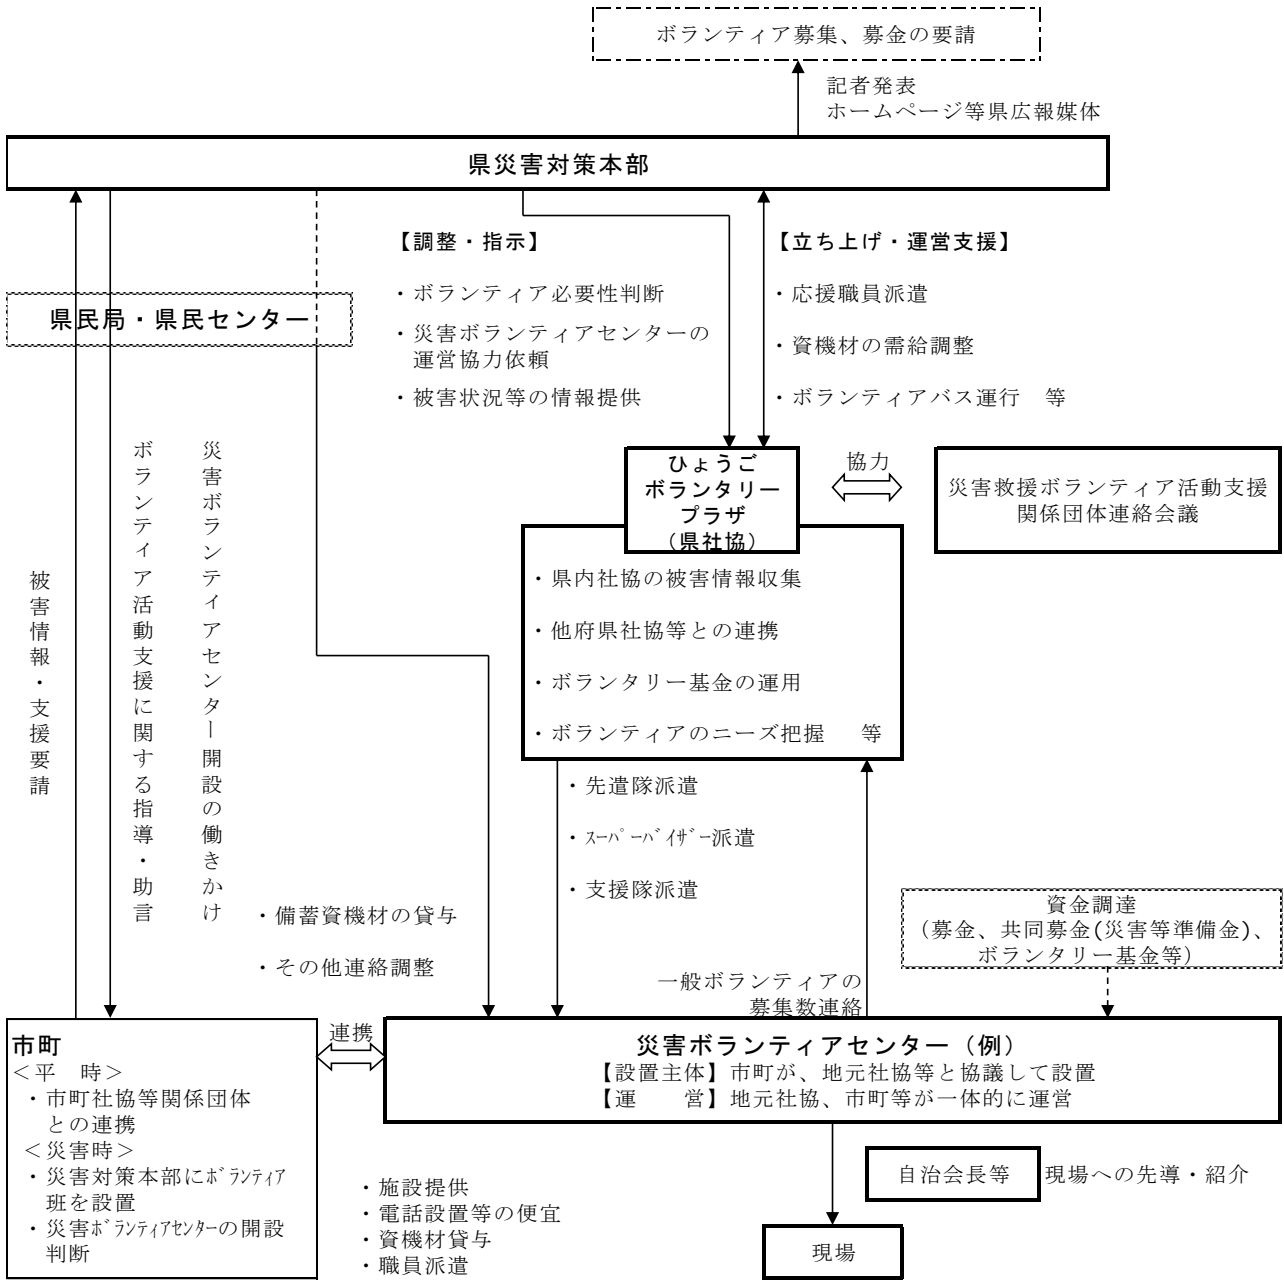 ボランティア募集、募金の要請
記者発表
ホームページ等県広報媒体
県災害対策本部
【調整・指示】
・ボランティア必要性判断
・災害ボランティアセンターの
運営協力依頼
・被害状況等の情報提供
【立ち上げ・運営支援】
・応援職員派遣
・資機材の需給調整
・ボランティアバス運行　等
県民局・県民センター
被害情報・支援要請
ボランティア活動支援に関する指導・助言
災害ボランティアセンター開設の働きかけ
ひょうご
ボランタリー
プラザ
（県社協）
協力
災害救援ボランティア活動支援
関係団体連絡会議
・県内社協の被害情報収集
・他府県社協等との連携
・ボランタリー基金の運用
・ボランティアのニーズ把握　等
・先遣隊派遣
・ｽｰﾊﾟｰﾊﾞｲｻﾞｰ派遣
・支援隊派遣
・備蓄資機材の貸与
・その他連絡調整
一般ボランティアの
募集数連絡
資金調達
（募金、共同募金(災害等準備金)、
ボランタリー基金等）
市町
＜平　時＞
・市町社協等関係団体
との連携
＜災害時＞
・災害対策本部にﾎﾞﾗﾝﾃｨｱ
班を設置
・災害ﾎﾞﾗﾝﾃｨｱｾﾝﾀｰの開設
判断
連携
災害ボランティアセンター（例）
【設置主体】市町が、地元社協等と協議して設置
【運　　営】地元社協、市町等が一体的に運営
・施設提供
・電話設置等の便宜
・資機材貸与
・職員派遣
自治会長等
現場への先導・紹介
現場